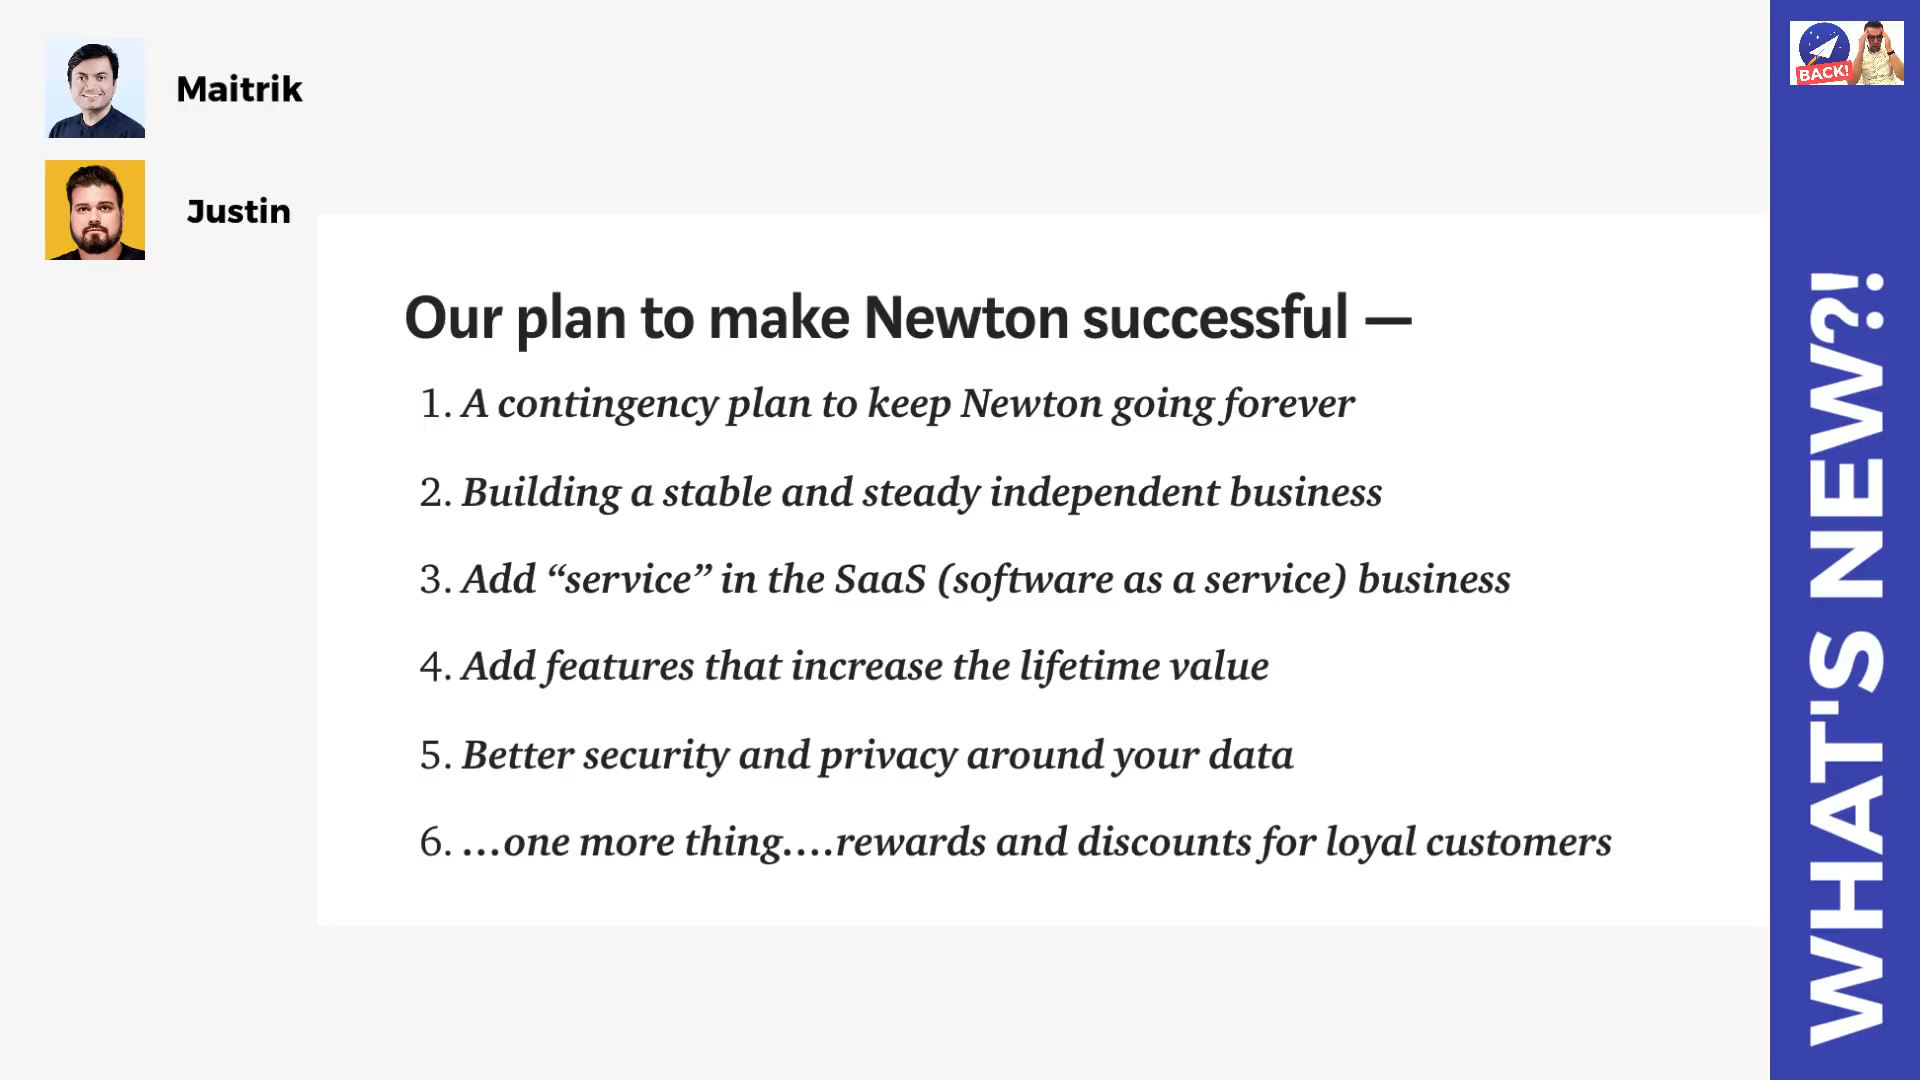 Maitrik
Justin
Our plan to make Newton successful —
1. A contingency plan to keep Newton going forever
2. Building a stable and steady independent business
3. Add “service” in the SaaS (software as a service) business
4. Add features that increase the lifetime value
5. Better security and privacy around your data
6. …one more thing….rewards and discounts for loyal customers
BACK!
WHAT'S NEW?!